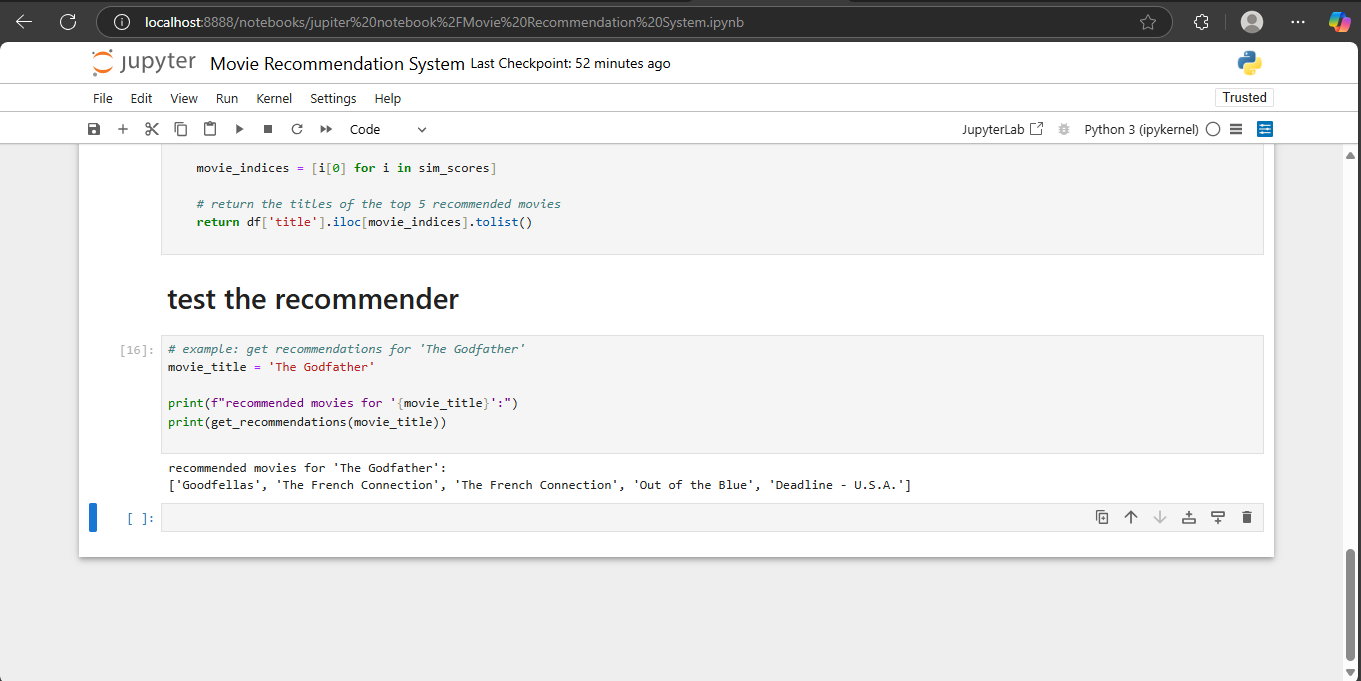 localhost:8888/notebooks/jupiter%20notebook%2FMovie%20Recommendation%20System.ipynb
jupyter Movie Recommendation System Last Checkpoint: 52 minutes ago
File Edit View Run Kernel Settings Help Trusted
Code JupyterLab Python 3 (ipykernel)
movie_indices = [i[0] for i in sim_scores]
# return the titles of the top 5 recommended movies
return df['title'].iloc[movie_indices].tolist()
test the recommender
[16]: # example: get recommendations for 'The Godfather'
movie_title = 'The Godfather'
print(f"recommended movies for '{movie_title}':")
print(get_recommendations(movie_title))
recommended movies for 'The Godfather':
['Goodfellas', 'The French Connection', 'The French Connection', 'Out of the Blue', 'Deadline - U.S.A.']
[ ]: